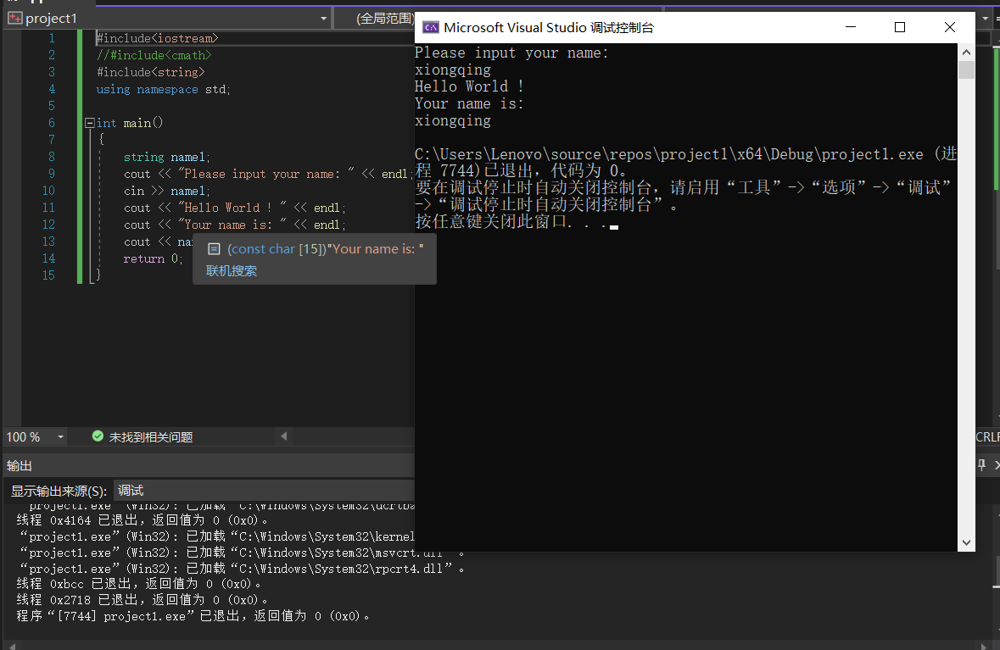 project1
(全局范围)
Microsoft Visual Studio 调试控制台
1 #include<iostream>
2 //#include<cmath>
3 #include<string>
4 using namespace std;
5
6 int main()
7 {
8 string name1;
9 cout << "Please input your name: " << endl;
10 cin >> name1;
11 cout << "Hello World ! " << endl;
12 cout << "Your name is: " << endl;
13 cout <<
14 return 0;
15 }
(const char [15])"Your name is: "
联机搜索
Please input your name:
xiongqing
Hello World !
Your name is:
xiongqing
C:\Users\Lenovo\source\repos\project1\x64\Debug\project1.exe (进
程 7744)已退出，代码为 0。
要在调试停止时自动关闭控制台，请启用“工具”->“选项”->“调试”
->“调试停止时自动关闭控制台”。
按任意键关闭此窗口. . .
100 %
未找到相关问题
CRLF
输出
显示输出来源(S): 调试
project1.exe (Win32): 已加载 C:\Windows\System32\ucrtba
线程 0x4164 已退出，返回值为 0 (0x0)。
“project1.exe”(Win32): 已加载“C:\Windows\System32\kernel
“project1.exe”(Win32): 已加载“C:\Windows\System32\msvcrt.dll”。
“project1.exe”(Win32): 已加载“C:\Windows\System32\rpcrt4.dll”。
线程 0xbcc 已退出，返回值为 0 (0x0)。
线程 0x2718 已退出，返回值为 0 (0x0)。
程序“[7744] project1.exe”已退出，返回值为 0 (0x0)。